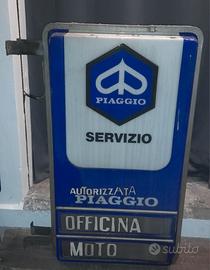 PIAGGIO
SERVIZIO
AUTORIZZATA
PIAGGIO
OFFICINA
MOTO
subito